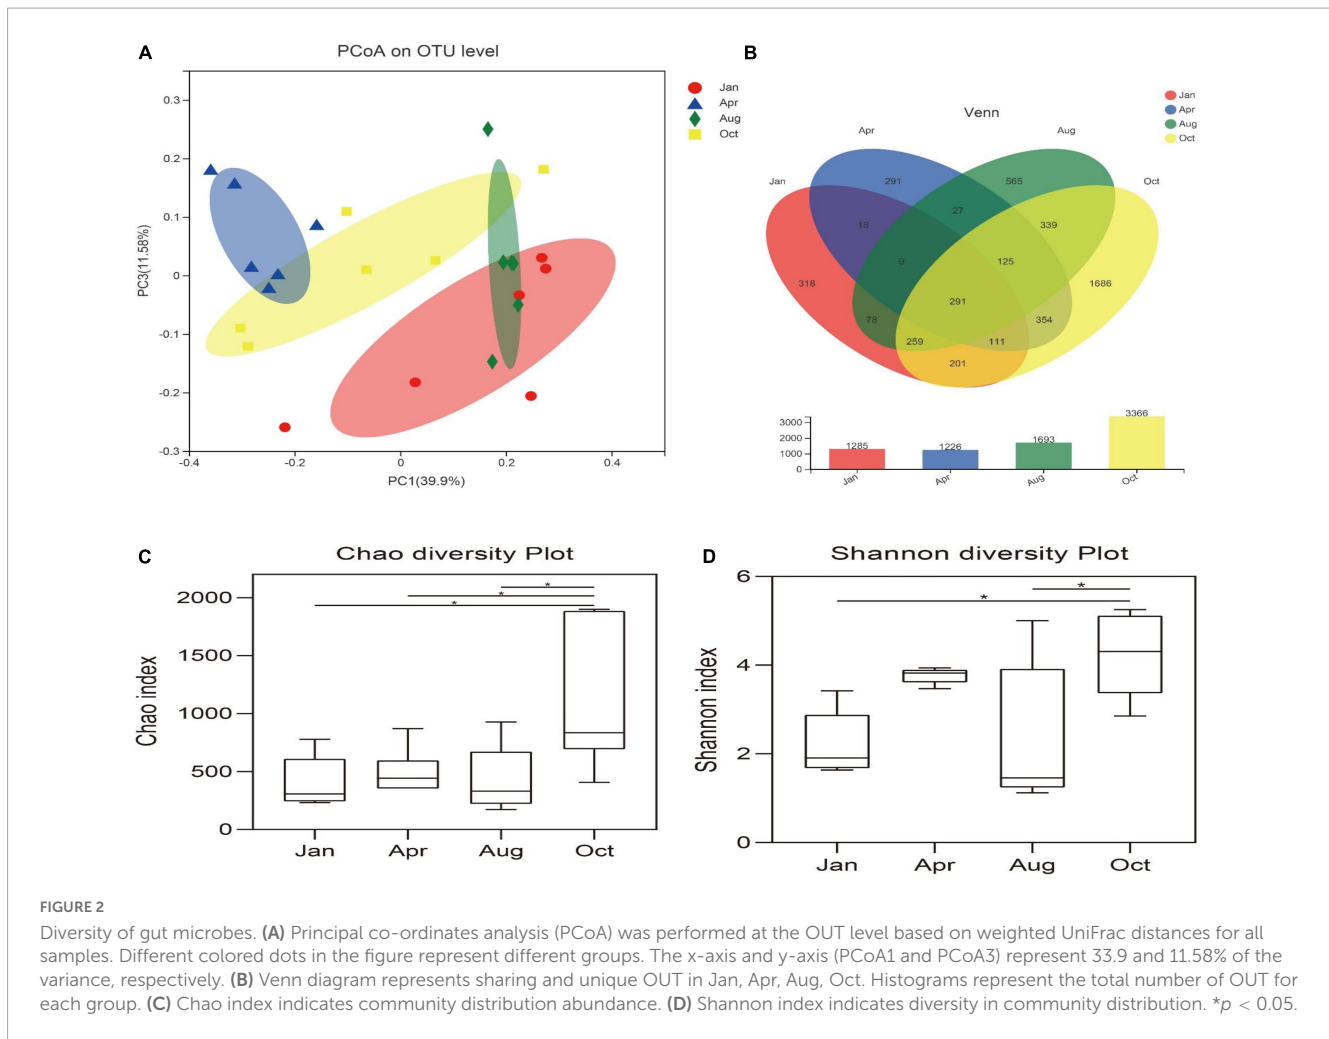 A
PCoA on OTU level
PC3(11.58%)
0.3
0.2
0.1
0
-0.1
-0.2
-0.3
-0.4
-0.2
0
0.2
0.4
PC1(39.9%)
Jan
Apr
Aug
Oct
B
Venn
Jan
Apr
Aug
Oct
Jan
Apr
Aug
Oct
291
565
27
18
339
9
125
318
1686
291
78
354
259
111
201
3000
2000
1000
0
1285
1226
1693
3366
Jan
Apr
Aug
Oct
C
Chao diversity Plot
Chao index
2000
1500
1000
500
0
*
*
*
Jan
Apr
Aug
Oct
D
Shannon diversity Plot
Shannon index
6
4
2
0
*
*
Jan
Apr
Aug
Oct
FIGURE 2
Diversity of gut microbes. (A) Principal co-ordinates analysis (PCoA) was performed at the OUT level based on weighted UniFrac distances for all
samples. Different colored dots in the figure represent different groups. The x-axis and y-axis (PCoA1 and PCoA3) represent 33.9 and 11.58% of the
variance, respectively. (B) Venn diagram represents sharing and unique OUT in Jan, Apr, Aug, Oct. Histograms represent the total number of OUT for
each group. (C) Chao index indicates community distribution abundance. (D) Shannon index indicates diversity in community distribution. *p < 0.05.